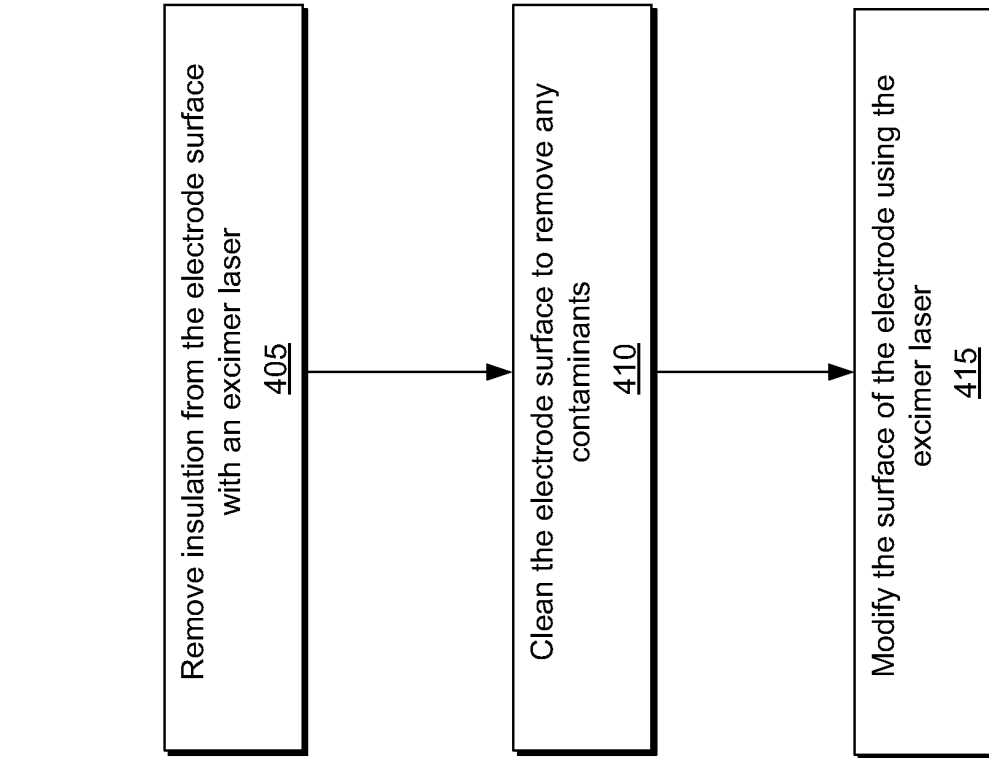 Remove insulation from the electrode surface
with an excimer laser
405
Clean the electrode surface to remove any
contaminants
410
Modify the surface of the electrode using the
excimer laser
415